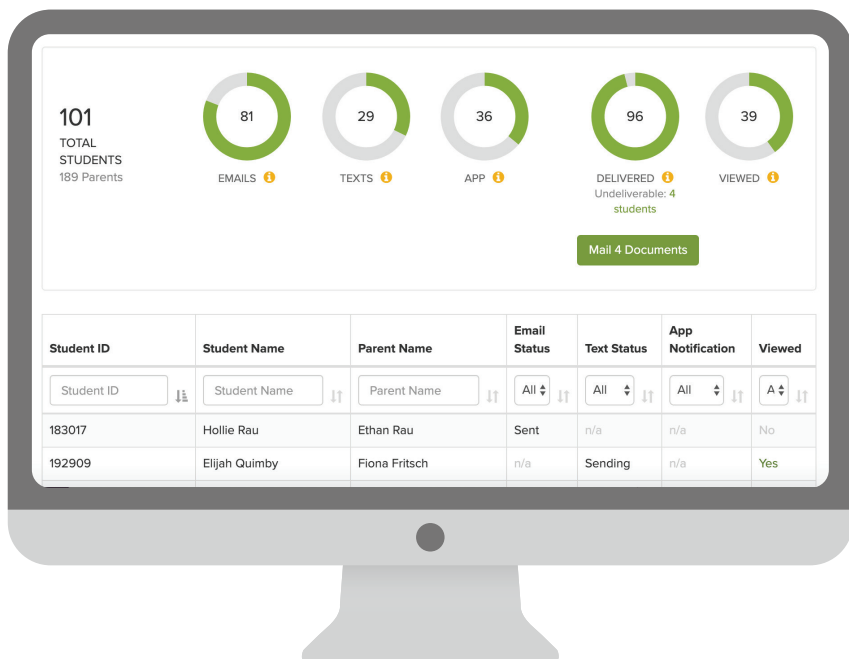 101
TOTAL
STUDENTS
189 Parents
81
EMAILS
29
TEXTS
36
APP
96
DELIVERED
Undeliverable: 4
students
39
VIEWED
Mail 4 Documents
Student ID Student Name Parent Name Email Status Text Status App Notification Viewed
Student ID Student Name Parent Name All All All A
183017 Hollie Rau Ethan Rau Sent n/a n/a No
192909 Elijah Quimby Fiona Fritsch n/a Sending n/a Yes